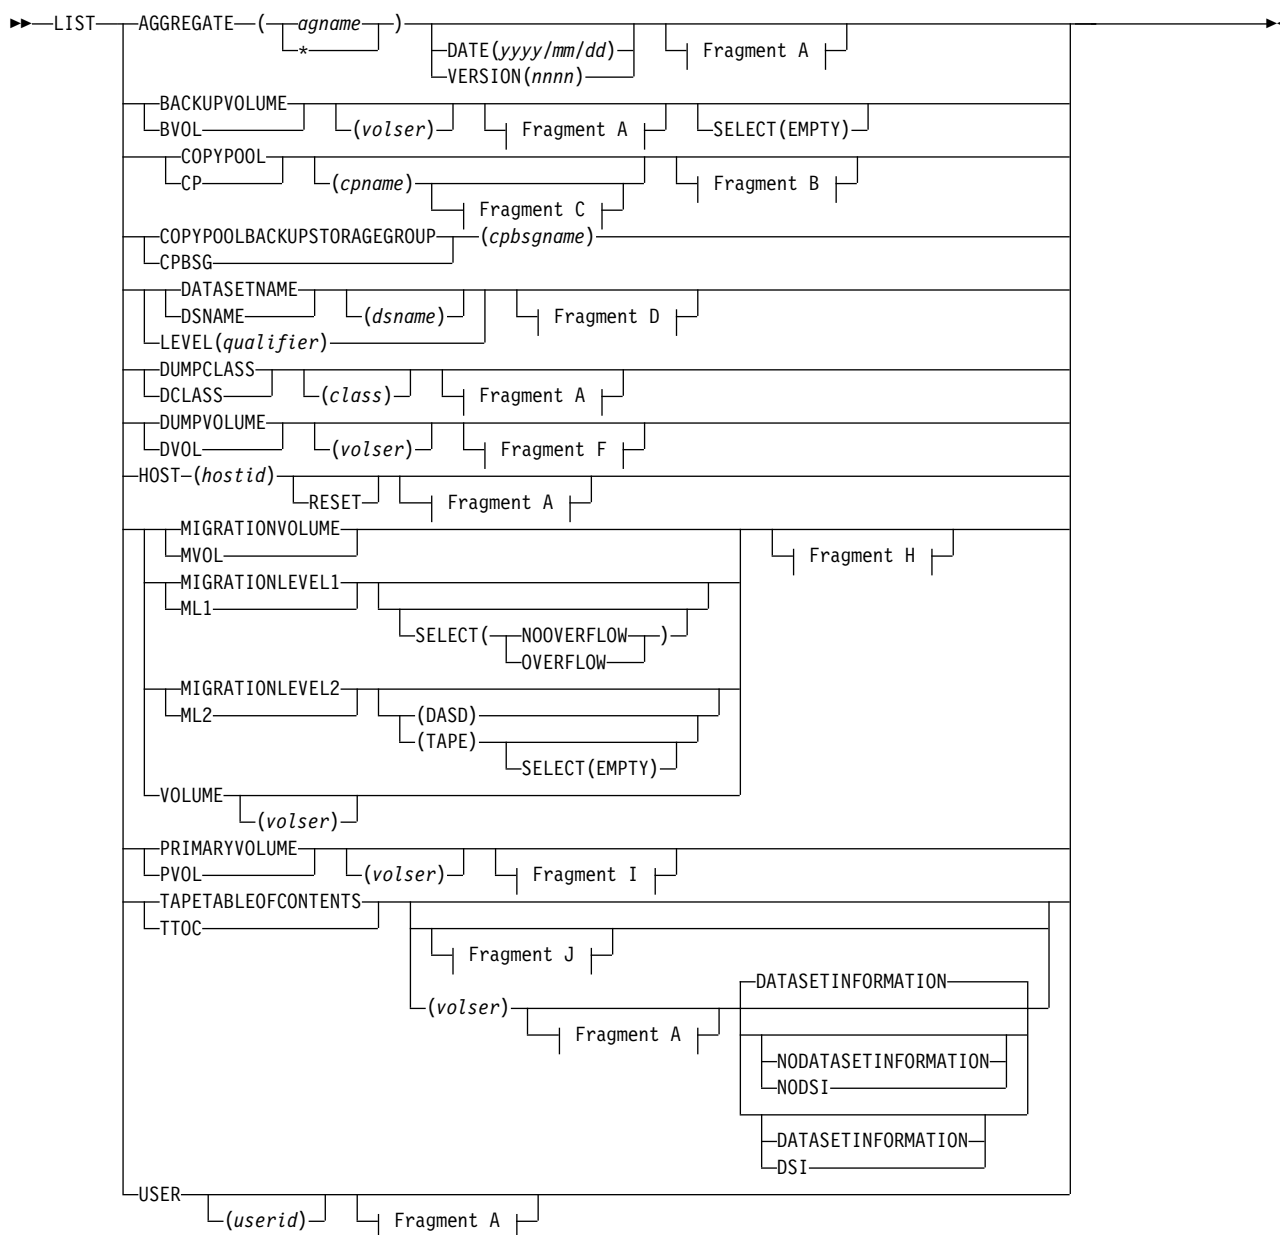 LIST AGGREGATE ( agname )
*
DATE(yyyy/mm/dd) Fragment A
VERSION(nnnn)
BACKUPVOLUME
BVOL (volser) Fragment A SELECT(EMPTY)
COPYPOOL
CP (cpname) Fragment B
Fragment C
COPYPOOLBACKUPSTORAGEGROUP (cpbsgname)
CPBSG
DATASETNAME
DSNAME (dsname) Fragment D
LEVEL(qualifier)
DUMPCLASS
DCLASS (class) Fragment A
DUMPVOLUME
DVOL (volser) Fragment F
HOST (hostid)
RESET Fragment A
MIGRATIONVOLUME
MVOL Fragment H
MIGRATIONLEVEL1
ML1
SELECT( NOOVERFLOW )
OVERFLOW
MIGRATIONLEVEL2
ML2 (DASD)
(TAPE)
SELECT(EMPTY)
VOLUME
(volser)
PRIMARYVOLUME
PVOL (volser) Fragment I
TAPETABLEOFCONTENTS
TTOC
Fragment J
DATASETINFORMATION
(volser)
Fragment A
NODATASETINFORMATION
NODSI
DATASETINFORMATION
DSI
USER
(userid) Fragment A